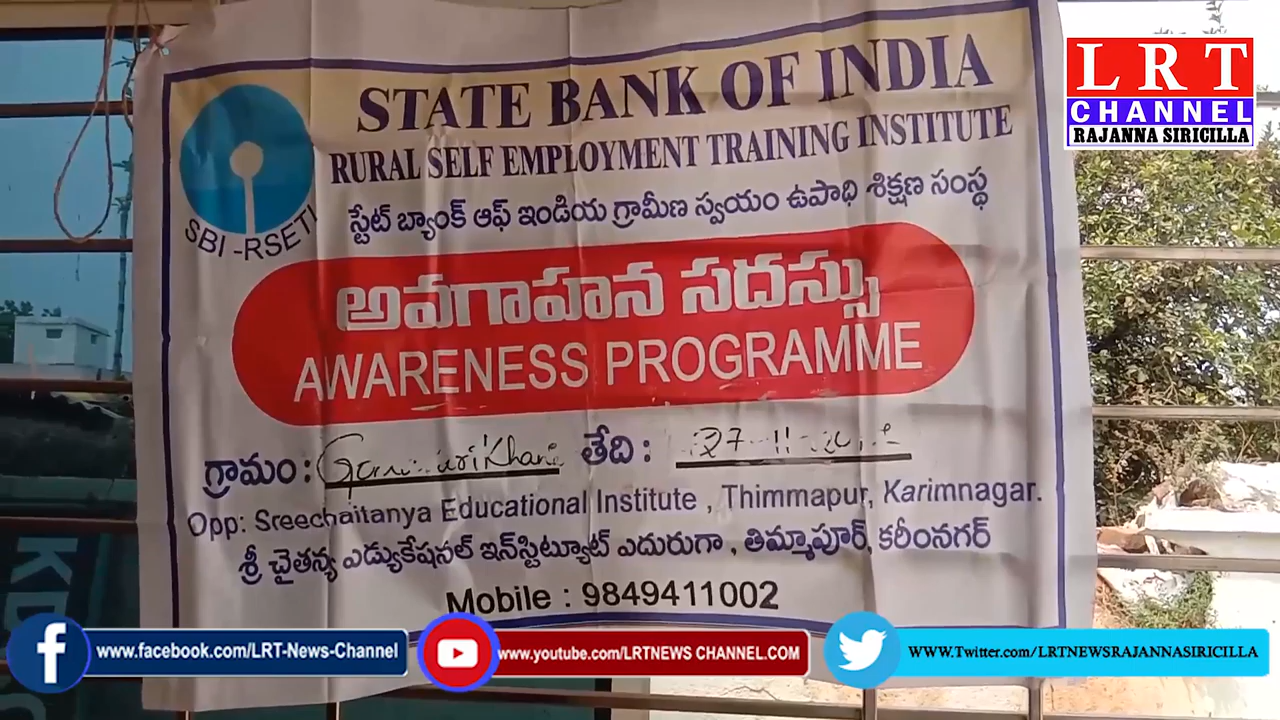 STATE BANK OF INDIA
RURAL SELF EMPLOYMENT TRAINING INSTITUTE
స్టేట్ బ్యాంక్ ఆఫ్ ఇండియ గ్రామీణ స్వయం ఉపాధి శిక్షణ సంస్థ
SBI -RSETI
అవగాహన సదస్సు
AWARENESS PROGRAMME
గ్రామం : తేది :
Opp: Sreechaitanya Educational Institute , Thimmapur, Karimnagar.
శ్రీ చైతన్య ఎడ్యుకేషనల్ ఇన్‌స్టిట్యూట్ ఎదురుగా , తిమ్మాపూర్, కరీంనగర్
Mobile : 9849411002
LRT
CHANNEL
RAJANNA SIRICILLA
www.facebook.com/LRT-News-Channel
www.youtube.com/LRTNEWS CHANNEL.COM
WWW.Twitter.com/LRTNEWSRAJANNASIRICILLA